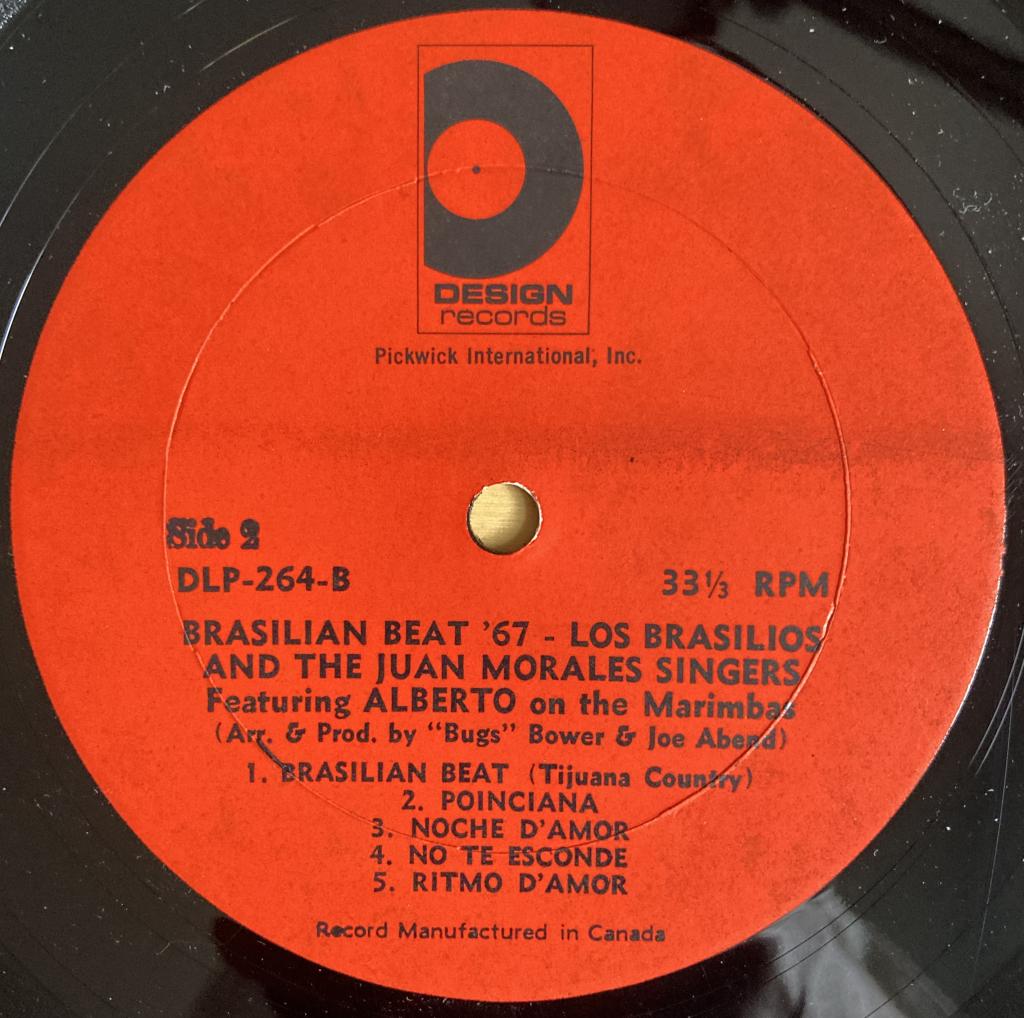 DESIGN
records
Pickwick International, Inc.
Side 2
DLP-264-B 33⅓ RPM
BRASILIAN BEAT '67 - LOS BRASILIOS
AND THE JUAN MORALES SINGERS
Featuring ALBERTO on the Marimbas
(Arr. & Prod. by "Bugs" Bower & Joe Abend)
1. BRASILIAN BEAT (Tijuana Country)
2. POINCIANA
3. NOCHE D'AMOR
4. NO TE ESCONDE
5. RITMO D'AMOR
Record Manufactured in Canada